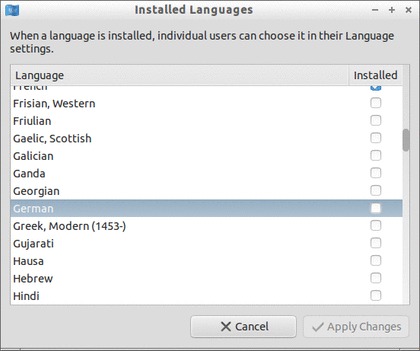 Installed Languages
When a language is installed, individual users can choose it in their Language
settings.
Language Installed
French
Frisian, Western
Friulian
Gaelic, Scottish
Galician
Ganda
Georgian
German
Greek, Modern (1453-)
Gujarati
Hausa
Hebrew
Hindi
Cancel Apply Changes